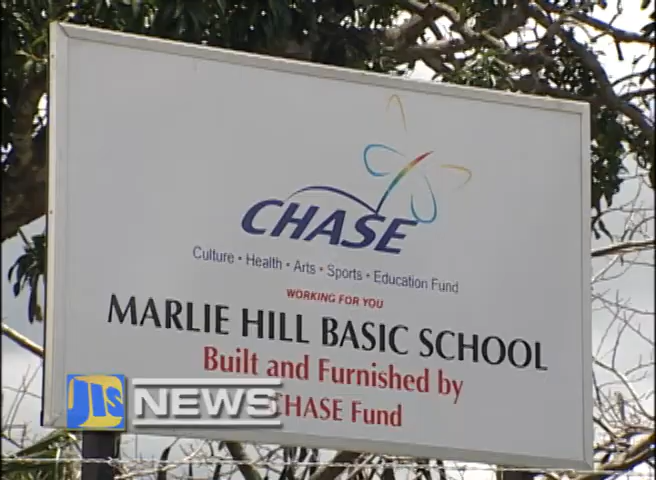 CHASE
Culture • Health • Arts • Sports • Education Fund
WORKING FOR YOU
MARLIE HILL BASIC SCHOOL
Built and Furnished by
CHASE Fund
JIS NEWS